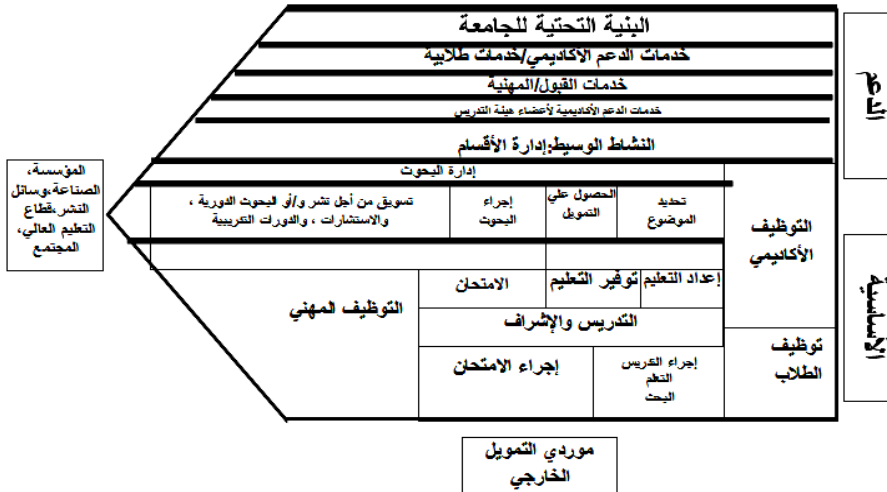 البنية التحتية للجامعة
خدمات الدعم الاكاديمي/خدمات طلابية
خدمات القبول/المهنية
خدمات الدعم الأكاديمية لأعضاء هيئة التدريس
النشاط الوسيط:إدارة الأقسام
الدعم
إدارة البحوث
المؤسسة،
الصناعة،وسائل
النشر،قطاع
التعليم العالي،
المجتمع
التوظيف
الأكاديمي
تحديد
الموضوع
الحصول علي
التمويل
إجراء
البحوث
تسويق من أجل نشر و/أو البحوث الدورية ،
والاستشارات ، والدورات التدريبية
الأساسية
إعداد التعليم
توفير التعليم
الامتحان
التوظيف المهني
التدريس والإشراف
توظيف
الطلاب
إجراء التدريس
التعلم
البحث
إجراء الامتحان
موردي التمويل
الخارجي